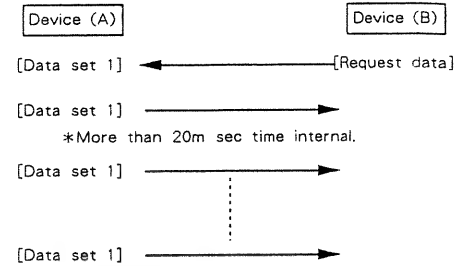 Device (A) Device (B)
[Data set 1] [Request data]
[Data set 1]
*More than 20m sec time internal.
[Data set 1]
[Data set 1]